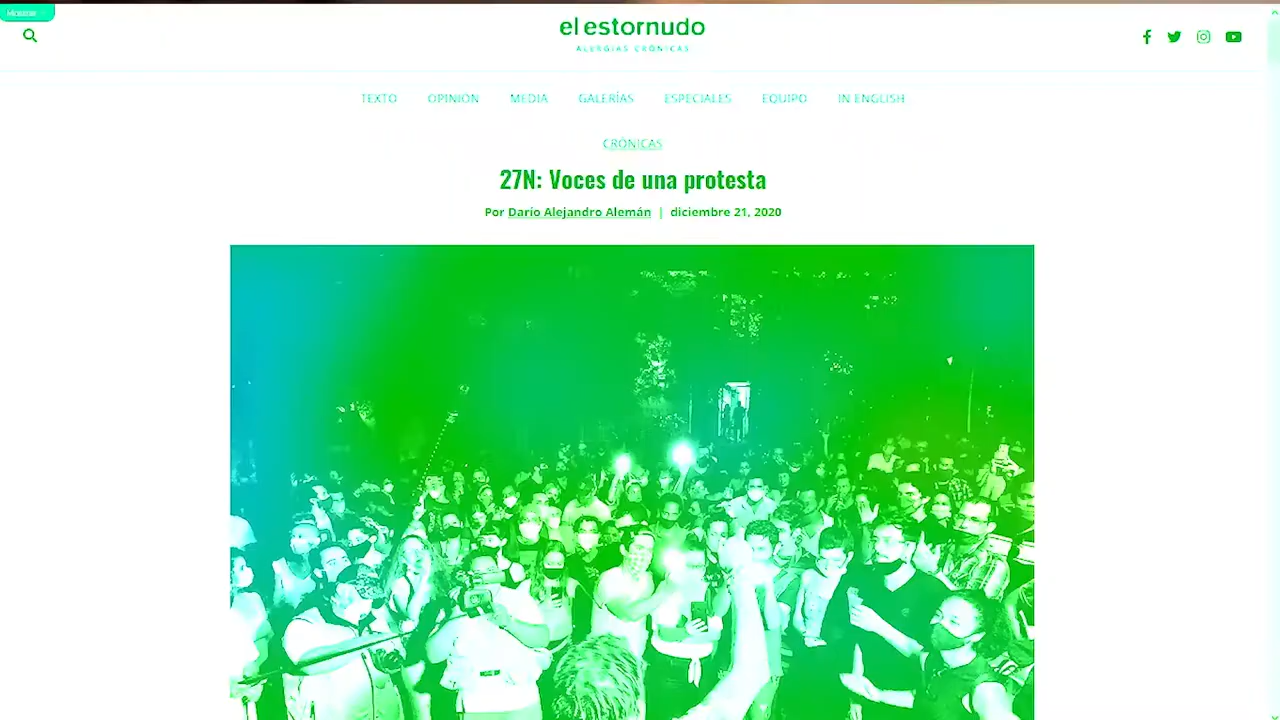 el estornudo
ALERGIAS CRÓNICAS
TEXTO OPINIÓN MEDIA GALERÍAS ESPECIALES EQUIPO IN ENGLISH
CRÓNICAS
27N: Voces de una protesta
Por Darío Alejandro Alemán | diciembre 21, 2020